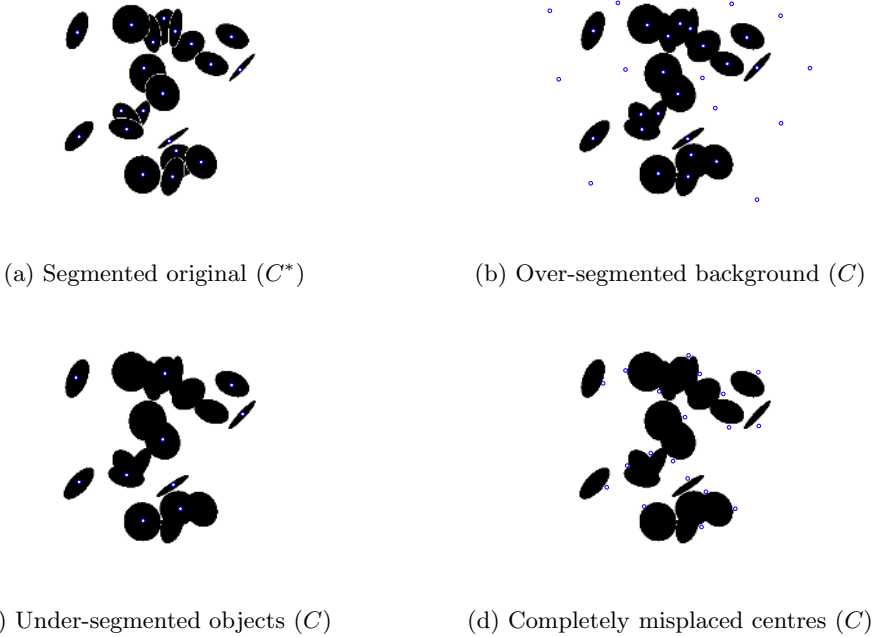 (a) Segmented original (C*)
(b) Over-segmented background (C)
) Under-segmented objects (C)
(d) Completely misplaced centres (C)